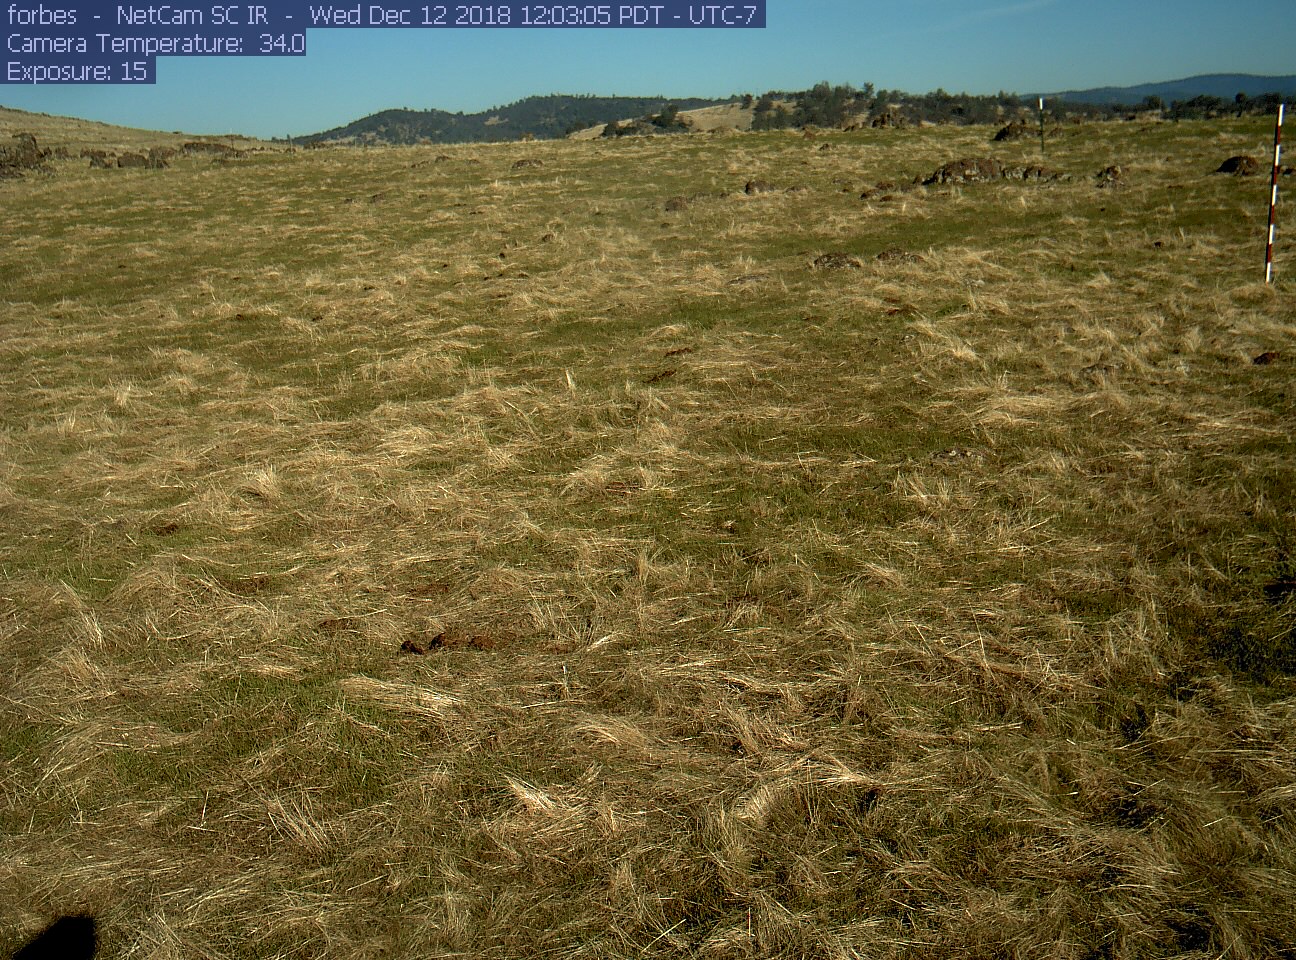 forbes - NetCam SC IR - Wed Dec 12 2018 12:03:05 PDT - UTC-7
Camera Temperature: 34.0
Exposure: 15